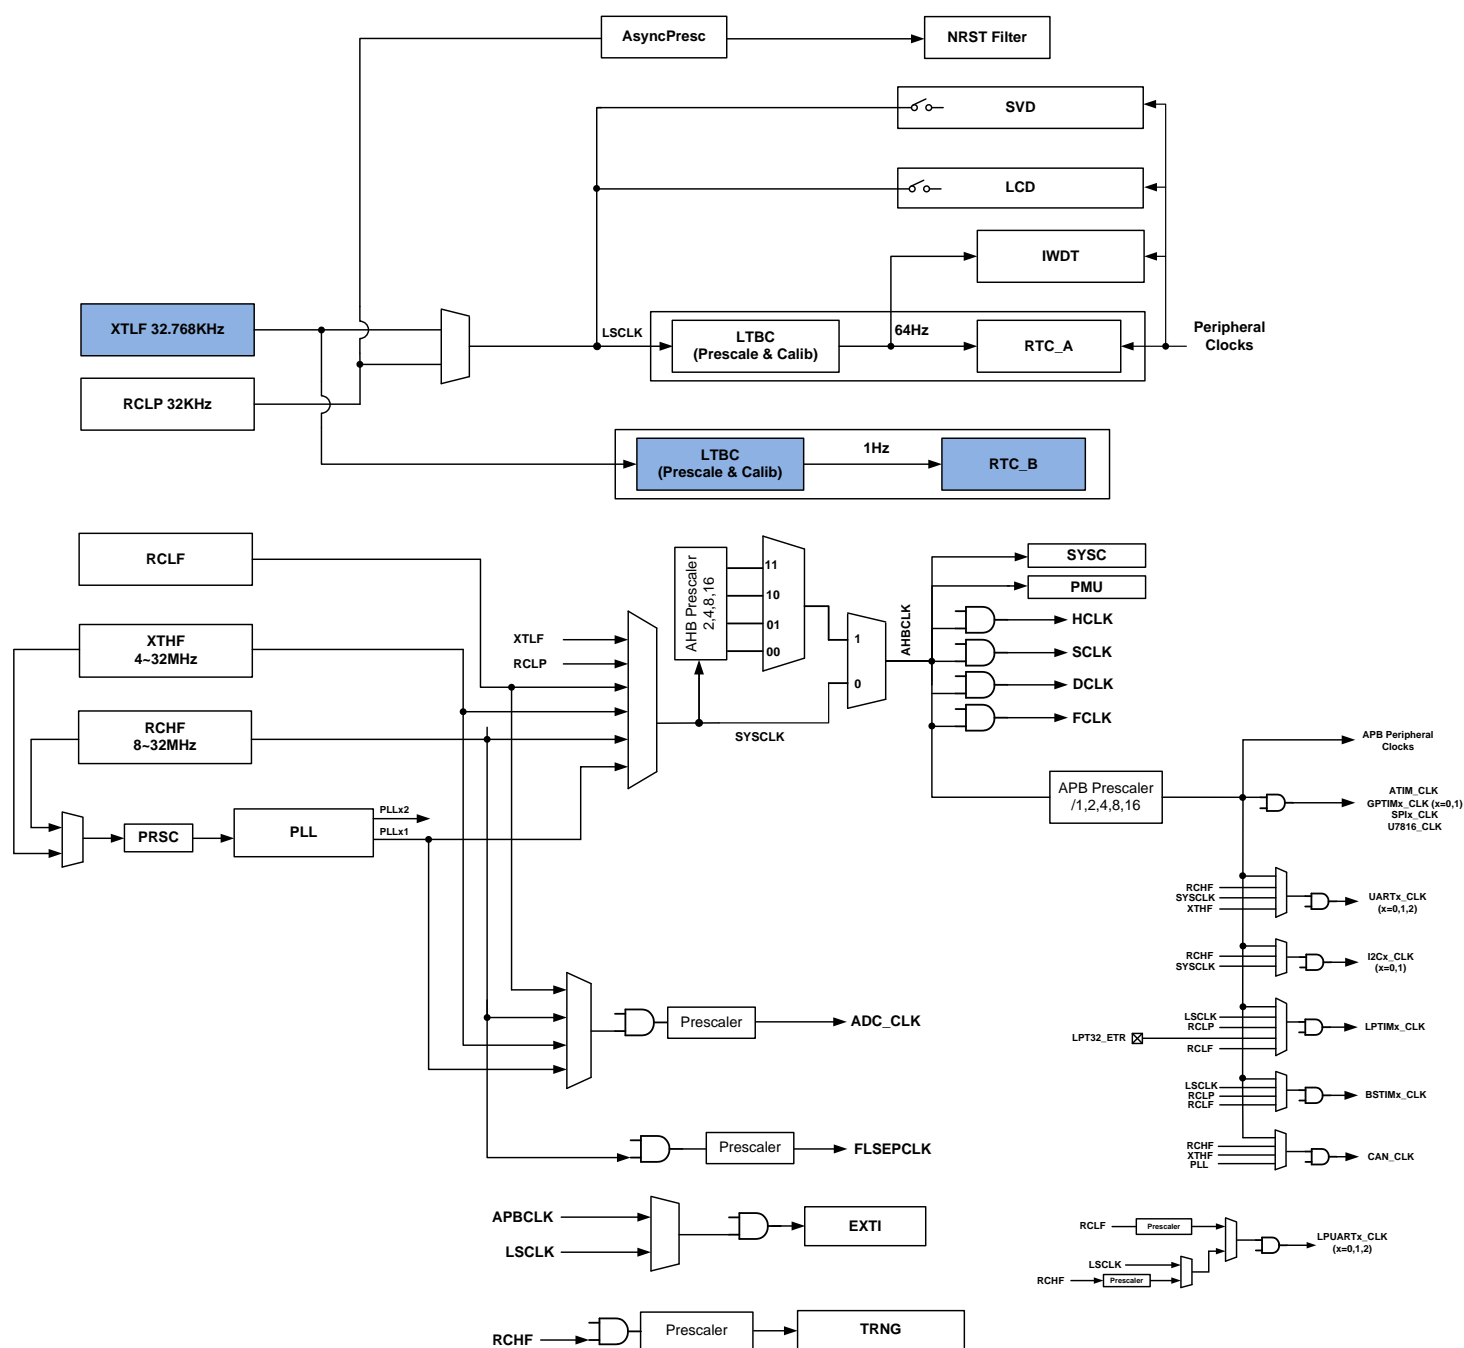 AsyncPresc
NRST Filter
SVD
LCD
IWDT
XTLF 32.768KHz
LSCLK
LTBC
(Prescale & Calib)
64Hz
RTC_A
Peripheral
Clocks
RCLP 32KHz
LTBC
(Prescale & Calib)
1Hz
RTC_B
RCLF
XTHF
4~32MHz
RCHF
8~32MHz
XTLF
RCLP
AHB Prescaler
2,4,8,16
11
10
01
00
1
0
SYSCLK
AHBCLK
SYSC
PMU
HCLK
SCLK
DCLK
FCLK
PRSC
PLL
PLLx2
PLLx1
APB Prescaler
/1,2,4,8,16
APB Peripheral
Clocks
ATIM_CLK
GPTIMx_CLK (x=0,1)
SPIx_CLK
U7816_CLK
RCHF
SYSCLK
XTHF
UARTx_CLK
(x=0,1,2)
RCHF
SYSCLK
I2Cx_CLK
(x=0,1)
LSCLK
RCLP
LPT32_ETR
RCLF
LPTIMx_CLK
LSCLK
RCLP
RCLF
BSTIMx_CLK
RCHF
XTHF
PLL
CAN_CLK
Prescaler
ADC_CLK
Prescaler
FLSEPCLK
APBCLK
LSCLK
EXTI
RCLF
Prescaler
LSCLK
RCHF
Prescaler
LPUARTx_CLK
(x=0,1,2)
RCHF
Prescaler
TRNG